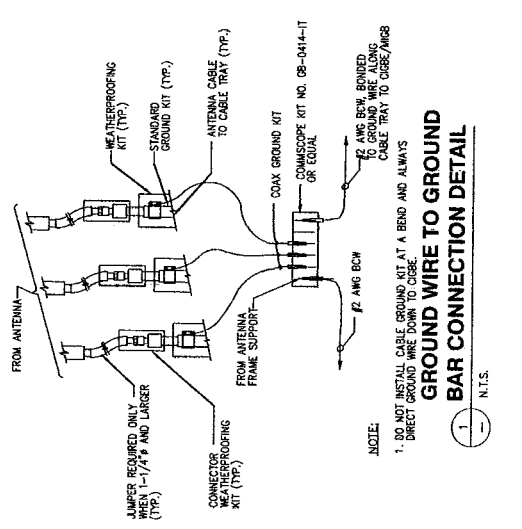 FROM ANTENNA
WEATHERPROOFING
KIT (TYP.)
STANDARD
GROUND KIT (TYP.)
ANTENNA CABLE
TO CABLE TRAY (TYP.)
JUMPER REQUIRED ONLY
WHEN 1-1/4"ø AND LARGER
(TYP.)
CONNECTOR
WEATHERPROOFING
KIT (TYP.)
FROM ANTENNA
FRAME SUPPORT
COAX GROUND KIT
COMMSCOPE KIT NO. GB-0414-IT
OR EQUAL
#2 AWG BCW
#2 AWG BCW, BONDED
TO GROUND WIRE ALONG
CABLE TRAY TO CIGBE/MIGB
NOTE:
1. DO NOT INSTALL CABLE GROUND KIT AT A BEND AND ALWAYS
DIRECT GROUND WIRE DOWN TO CIGBE.
1
GROUND WIRE TO GROUND
BAR CONNECTION DETAIL
N.T.S.